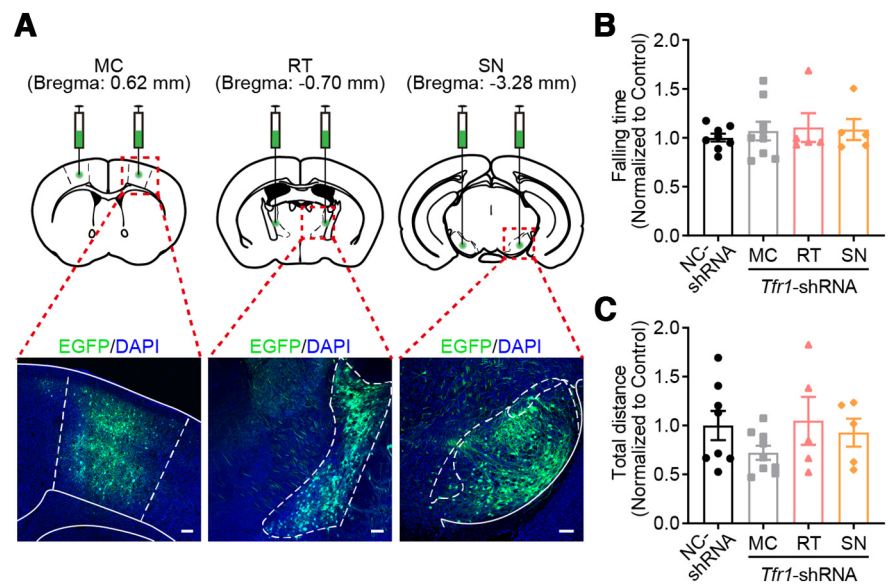 A
MC
(Bregma: 0.62 mm)
RT
(Bregma: -0.70 mm)
SN
(Bregma: -3.28 mm)
EGFP/DAPI
EGFP/DAPI
EGFP/DAPI
B
Falling time
(Normalized to Control)
2.0
1.5
1.0
0.5
0.0
NC-
shRNA
MC
RT
SN
Tfr1-shRNA
C
Total distance
(Normalized to Control)
2.0
1.5
1.0
0.5
0.0
NC-
shRNA
MC
RT
SN
Tfr1-shRNA